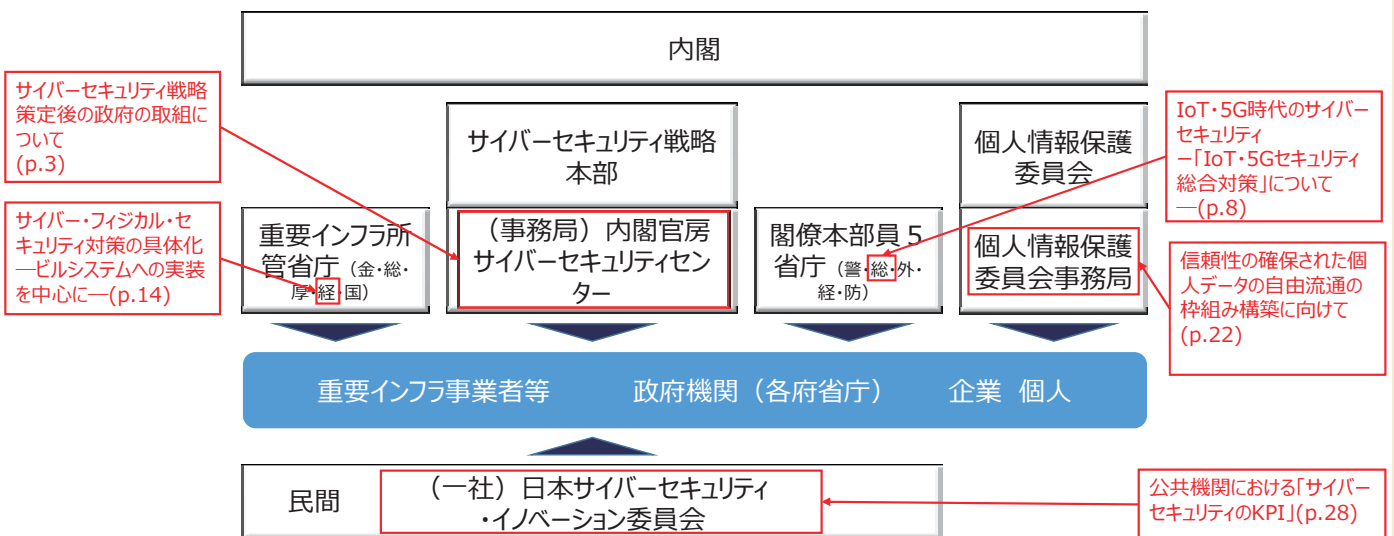 内閣
サイバーセキュリティ戦略
策定後の政府の取組に
ついて
(p.3)
サイバーセキュリティ戦略
本部
個人情報保護
委員会
IoT・5G時代のサイバー
セキュリティ
–「IoT・5Gセキュリティ
総合対策」について
―(p.8)
サイバー・フィジカル・セ
キュリティ対策の具体化
―ビルシステムへの実装
を中心に―(p.14)
重要インフラ所
管省庁（金・総・
厚・経・国）
（事務局）内閣官房
サイバーセキュリティセン
ター
閣僚本部員５
省庁（警・総・外・
経・防）
個人情報保護
委員会事務局
信頼性の確保された個
人データの自由流通の
枠組み構築に向けて
(p.22)
重要インフラ事業者等　政府機関（各府省庁）　企業 個人
民間
（一社）日本サイバーセキュリティ
・イノベーション委員会
公共機関における「サイバー
セキュリティのKPI」(p.28)